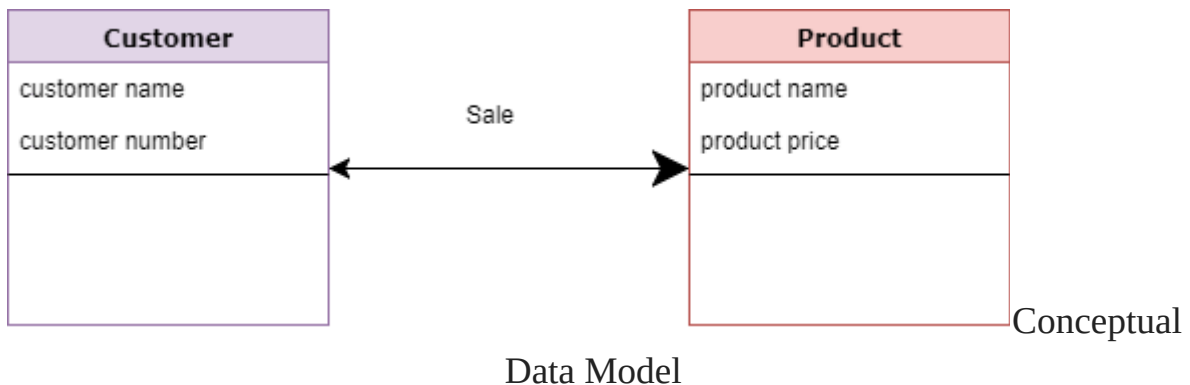 Customer
customer name
customer number
Sale
Product
product name
product price
Conceptual
Data Model